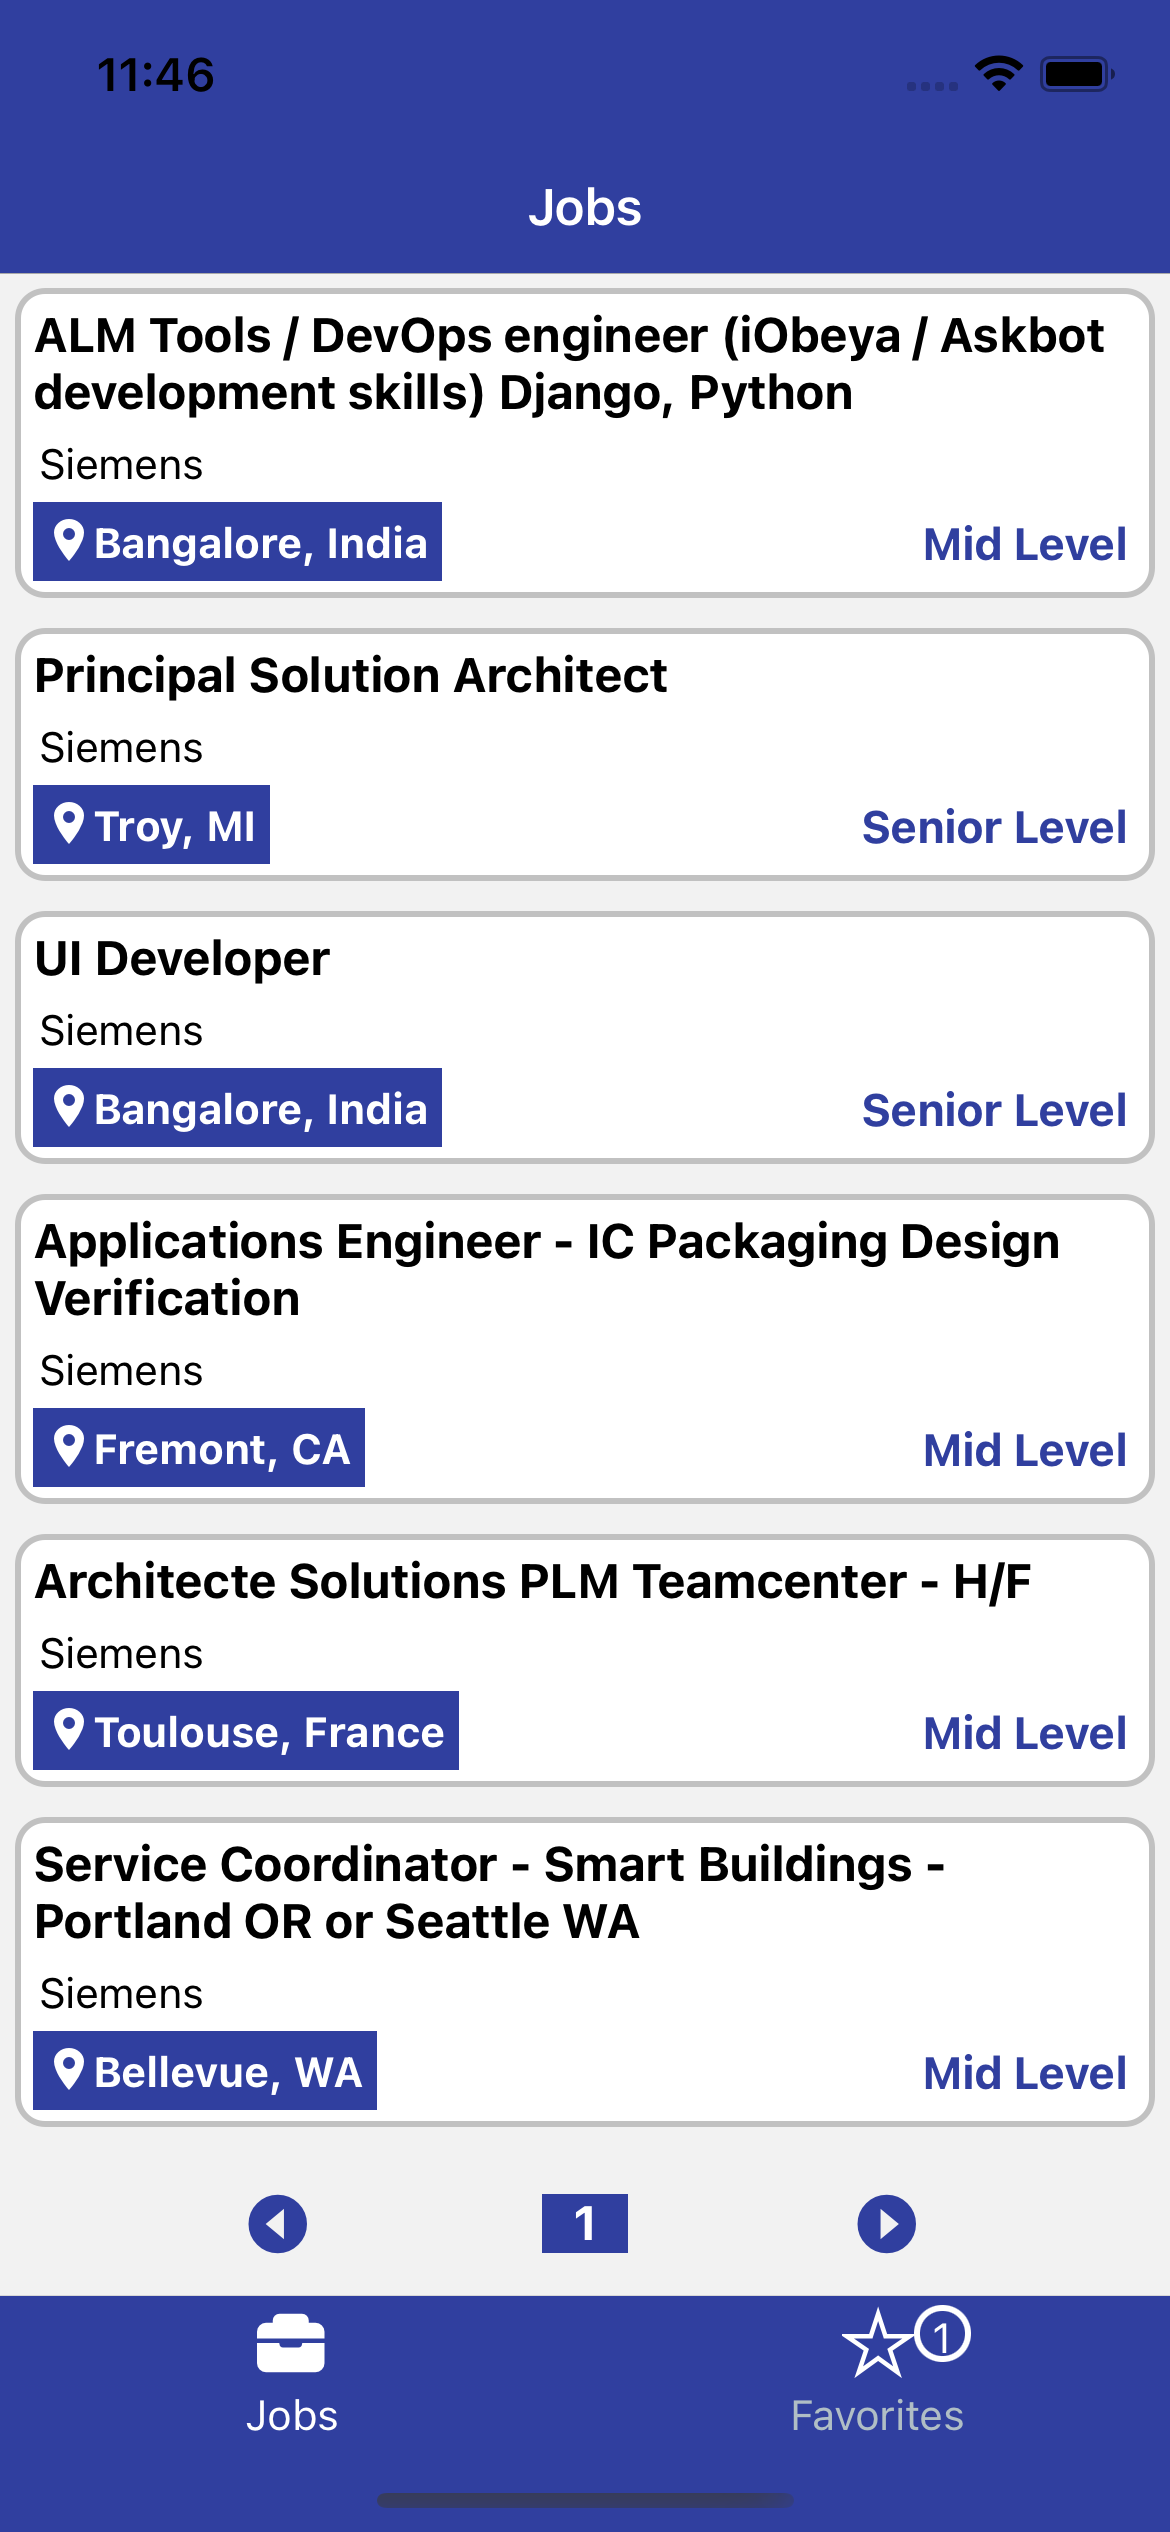 11:46
Jobs
ALM Tools / DevOps engineer (iObeya / Askbot
development skills) Django, Python
Siemens
Bangalore, India
Mid Level
Principal Solution Architect
Siemens
Troy, MI
Senior Level
UI Developer
Siemens
Bangalore, India
Senior Level
Applications Engineer - IC Packaging Design
Verification
Siemens
Fremont, CA
Mid Level
Architecte Solutions PLM Teamcenter - H/F
Siemens
Toulouse, France
Mid Level
Service Coordinator - Smart Buildings -
Portland OR or Seattle WA
Siemens
Bellevue, WA
Mid Level
1
1
Jobs
Favorites